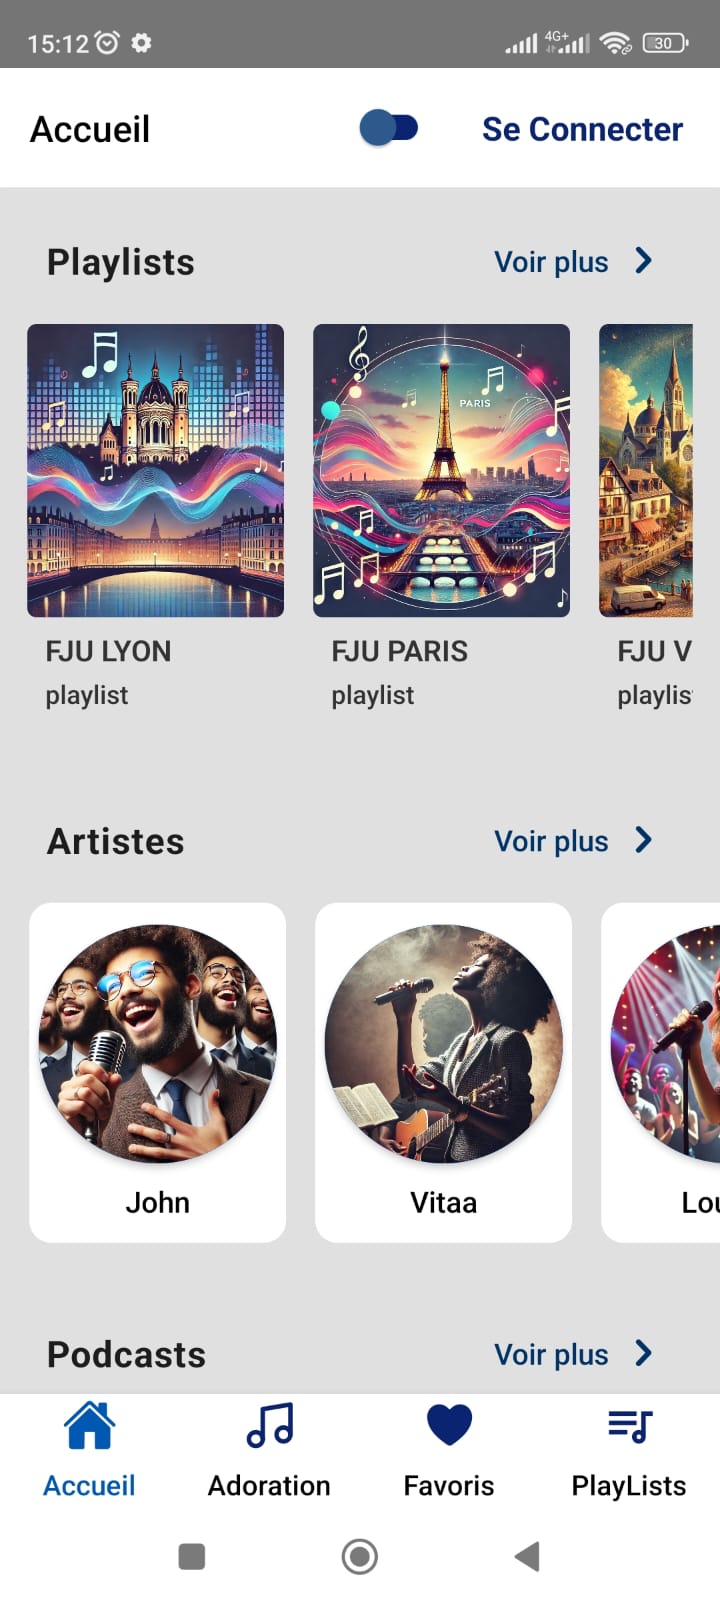 15:12 4G+ 30
Accueil Se Connecter
Playlists Voir plus
PARIS
FJU LYON FJU PARIS FJU V
playlist playlist playlis
Artistes Voir plus
John Vitaa Lou
Podcasts Voir plus
Accueil Adoration Favoris PlayLists